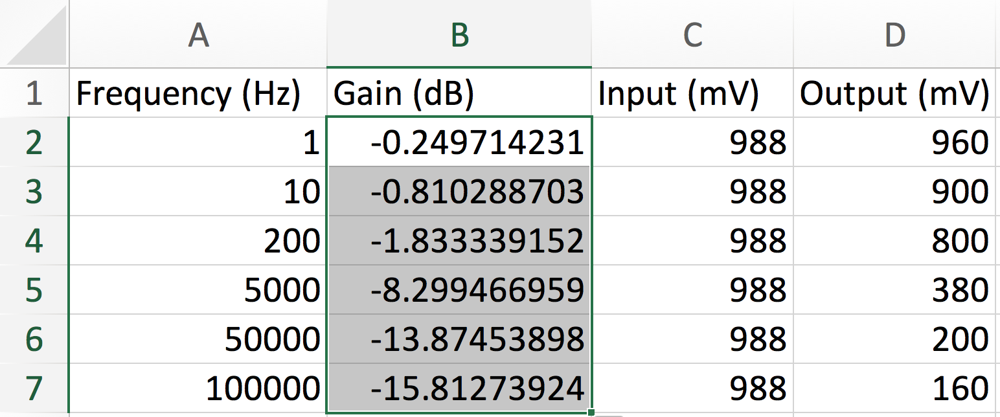 A B C D
1 Frequency (Hz) Gain (dB) Input (mV) Output (mV)
2 1 -0.249714231 988 960
3 10 -0.810288703 988 900
4 200 -1.833339152 988 800
5 5000 -8.299466959 988 380
6 50000 -13.87453898 988 200
7 100000 -15.81273924 988 160